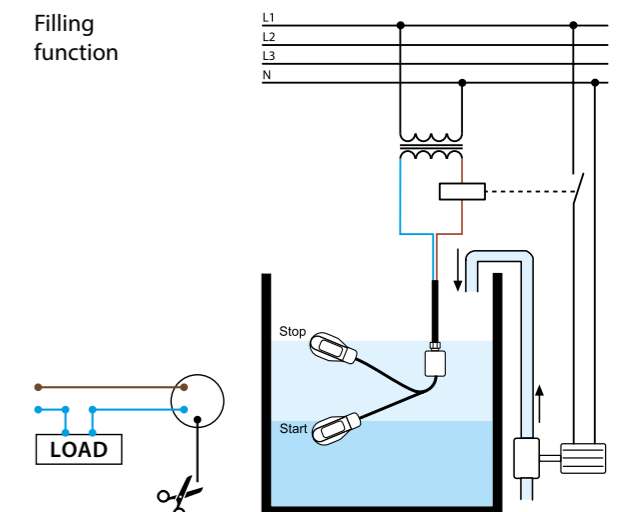 Filling
function
L1
L2
L3
N
Stop
Start
LOAD